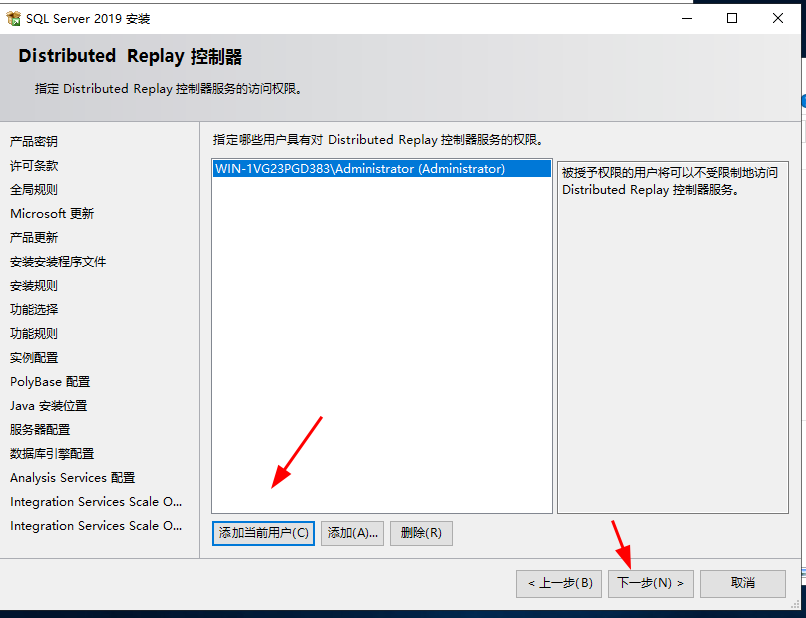 SQL Server 2019 安装
Distributed Replay 控制器
指定 Distributed Replay 控制器服务的访问权限。
产品密钥
许可条款
全局规则
Microsoft 更新
产品更新
安装安装程序文件
安装规则
功能选择
功能规则
实例配置
PolyBase 配置
Java 安装位置
服务器配置
数据库引擎配置
Analysis Services 配置
Integration Services Scale O...
Integration Services Scale O...
指定哪些用户具有对 Distributed Replay 控制器服务的权限。
WIN-1VG23PGD383\Administrator (Administrator)
被授予权限的用户将可以不受限制地访问
Distributed Replay 控制器服务。
添加当前用户(C)
添加(A)...
删除(R)
< 上一步(B)
下一步(N) >
取消